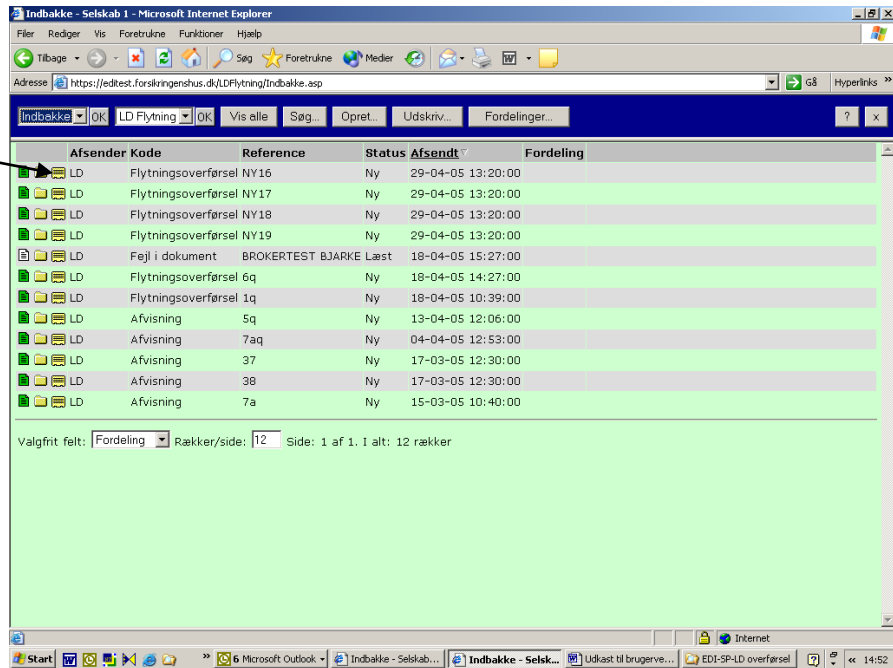 Indbakke - Selskab 1 - Microsoft Internet Explorer
Filer Rediger Vis Foretrukne Funktioner Hjælp
Tilbage Søg Foretrukne Medier
Adresse https://editest.forsikringenshus.dk/LDFlytning/Indbakke.asp Gå Hyperlinks »
Indbakke OK LD Flytning OK Vis alle Søg... Opret... Udskriv... Fordelinger... ? x
Afsender Kode Reference Status Afsendt Fordeling
LD Flytningsoverførsel NY16 Ny 29-04-05 13:20:00
LD Flytningsoverførsel NY17 Ny 29-04-05 13:20:00
LD Flytningsoverførsel NY18 Ny 29-04-05 13:20:00
LD Flytningsoverførsel NY19 Ny 29-04-05 13:20:00
LD Fejl i dokument BROKERTEST BJARKE Læst 18-04-05 15:27:00
LD Flytningsoverførsel 6q Ny 18-04-05 14:27:00
LD Flytningsoverførsel 1q Ny 18-04-05 10:39:00
LD Afvisning 5q Ny 13-04-05 12:06:00
LD Afvisning 7aq Ny 04-04-05 12:53:00
LD Afvisning 37 Ny 17-03-05 12:30:00
LD Afvisning 38 Ny 17-03-05 12:30:00
LD Afvisning 7a Ny 15-03-05 10:40:00
Valgfrit felt: Fordeling Rækker/side: 12 Side: 1 af 1. I alt: 12 rækker
Internet
Start » 6 Microsoft Outlook Indbakke - Selskab... Indbakke - Selsk... Udkast til brugerve... EDI-SP-LD overførsel « 14:52